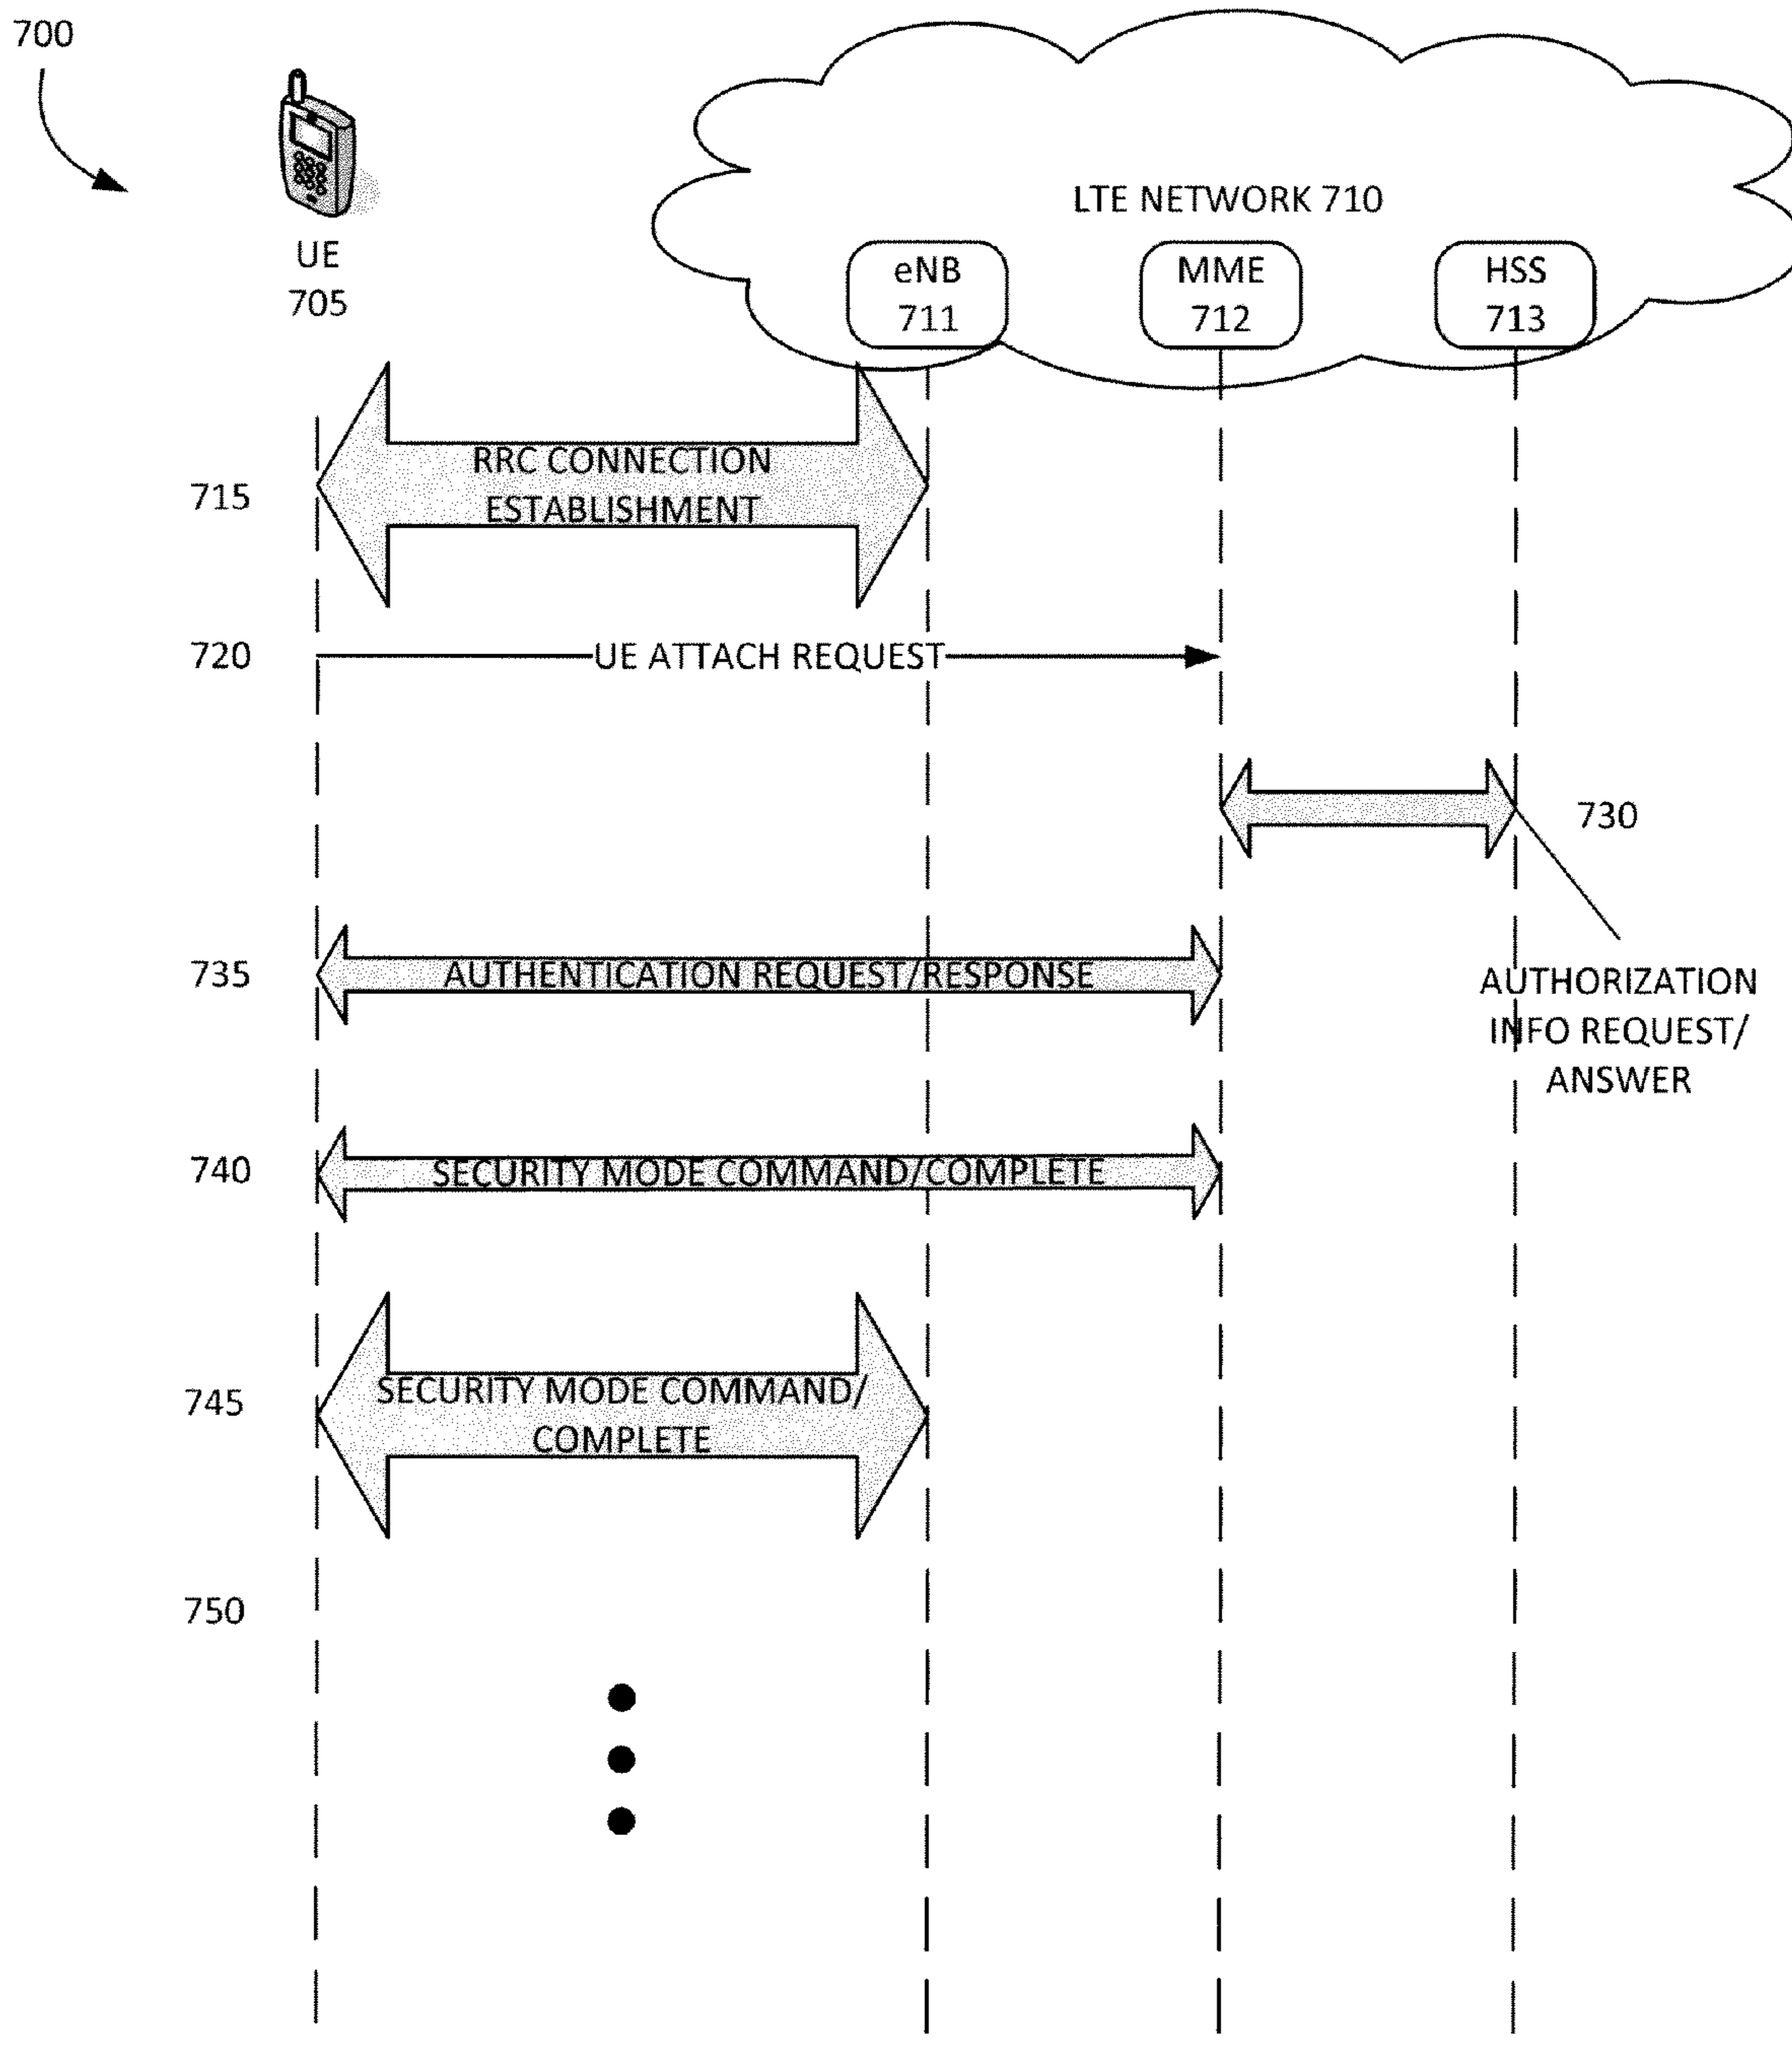 700
LTE NETWORK 710
UE
705
eNB
711
MME
712
HSS
713
RRC CONNECTION
ESTABLISHMENT
715
720
UE ATTACH REQUEST
730
735
AUTHENTICATION REQUEST/RESPONSE
AUTHORIZATION
INFO REQUEST/
ANSWER
740
SECURITY MODE COMMAND/COMPLETE
745
SECURITY MODE COMMAND/
COMPLETE
750